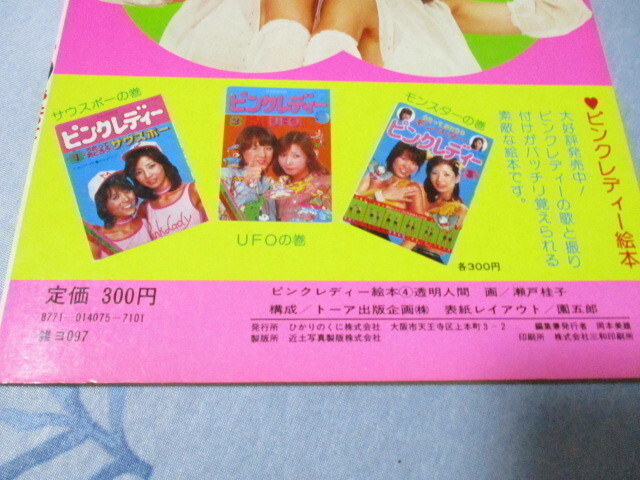 ♥ピンクレディー絵本
大好評発売中！
ピンクレディーの歌と振り
付けがバッチリ覚えられる
素敵な絵本です。
サウスポーの巻
ピンクレディー
サウスポー
PinkLady
ピンクレディー
UFOの巻
モンスターの巻
ピンクレディー
各300円
定価 300円
8771-014075-7101
雑ヨ097
ピンクレディー絵本④透明人間 画／瀬戸桂子
構成／トーア出版企画㈱ 表紙レイアウト／園五郎
発行所 ひかりのくに株式会社 大阪市天王寺区上本町3-2 編集兼発行者 岡本美雄
製版所 近土写真製版株式会社 印刷所 株式会社三和印刷所